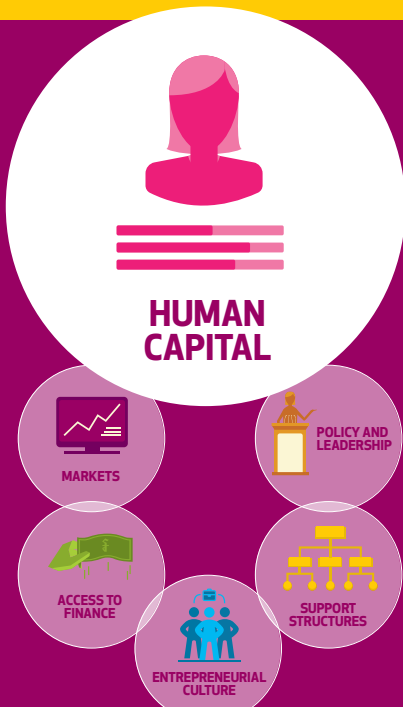 HUMAN
CAPITAL
MARKETS
POLICY AND
LEADERSHIP
ACCESS TO
FINANCE
SUPPORT
STRUCTURES
ENTREPRENEURIAL
CULTURE